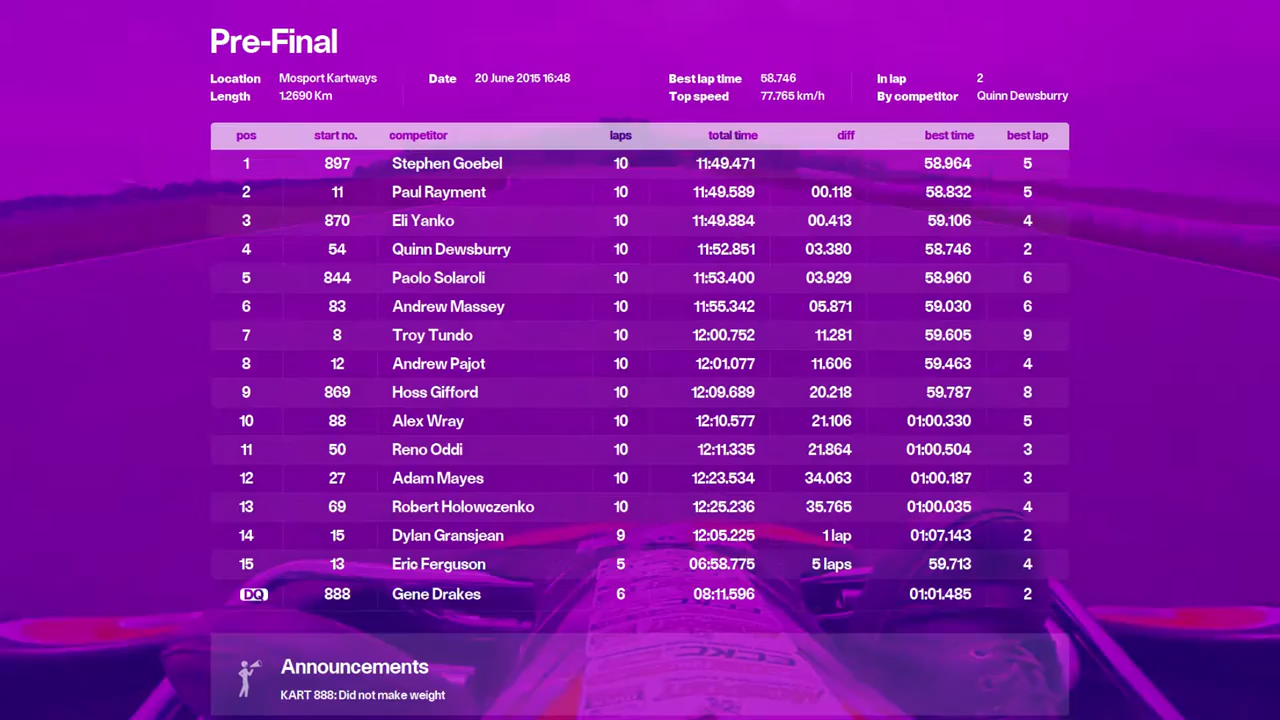 Pre-Final
Location Mosport Kartways Date 20 June 2015 16:48 Best lap time 58.746 In lap 2
Length 1.2690 Km Top speed 77.765 km/h By competitor Quinn Dewsburry
pos start no. competitor laps total time diff best time best lap
1 897 Stephen Goebel 10 11:49.471 58.964 5
2 11 Paul Rayment 10 11:49.589 00.118 58.832 5
3 870 Eli Yanko 10 11:49.884 00.413 59.106 4
4 54 Quinn Dewsburry 10 11:52.851 03.380 58.746 2
5 844 Paolo Solaroli 10 11:53.400 03.929 58.960 6
6 83 Andrew Massey 10 11:55.342 05.871 59.030 6
7 8 Troy Tundo 10 12:00.752 11.281 59.605 9
8 12 Andrew Pajot 10 12:01.077 11.606 59.463 4
9 869 Hoss Gifford 10 12:09.689 20.218 59.787 8
10 88 Alex Wray 10 12:10.577 21.106 01:00.330 5
11 50 Reno Oddi 10 12:11.335 21.864 01:00.504 3
12 27 Adam Mayes 10 12:23.534 34.063 01:00.187 3
13 69 Robert Holowczenko 10 12:25.236 35.765 01:00.035 4
14 15 Dylan Gransjean 9 12:05.225 1 lap 01:07.143 2
15 13 Eric Ferguson 5 06:58.775 5 laps 59.713 4
DQ 888 Gene Drakes 6 08:11.596 01:01.485 2
Announcements
KART 888: Did not make weight